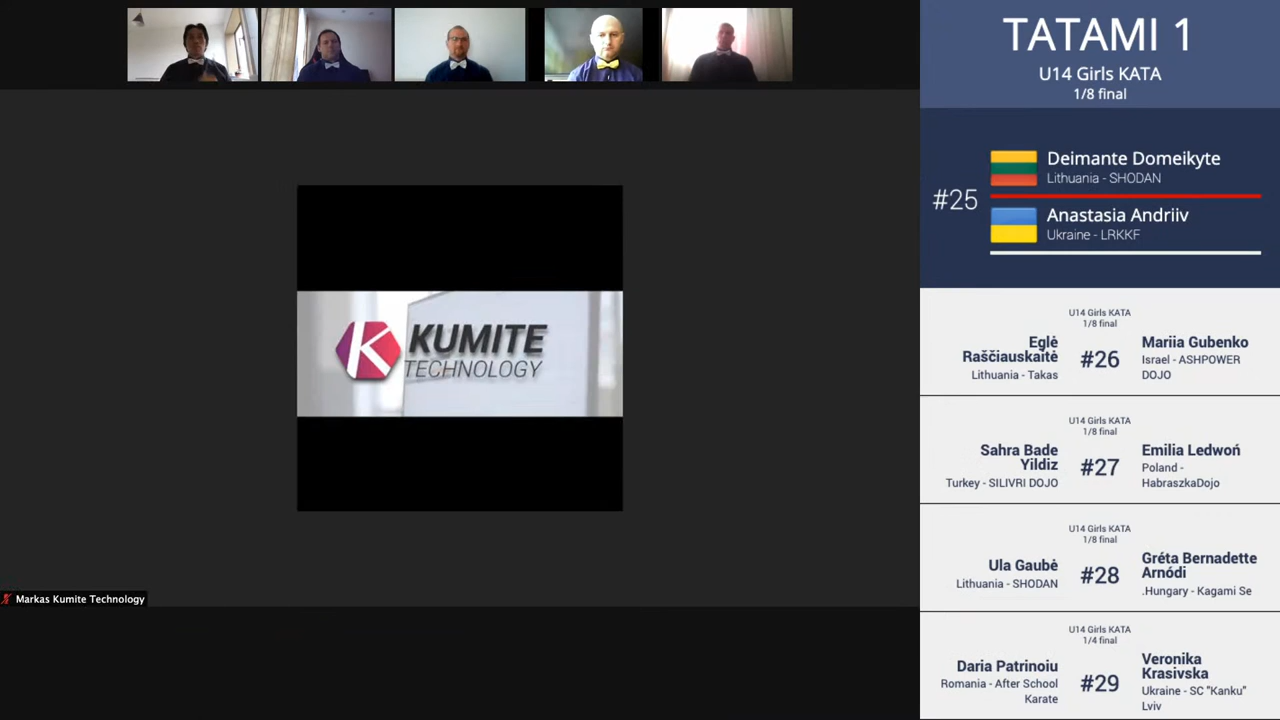 KUMITE
TECHNOLOGY
Markas Kumite Technology
TATAMI 1
U14 Girls KATA
1/8 final
#25
Deimante Domeikyte
Lithuania - SHODAN
Anastasia Andriiv
Ukraine - LRKKF
U14 Girls KATA
1/8 final
Eglė
Raščiauskaitė
Lithuania - Takas
#26
Mariia Gubenko
Israel - ASHPOWER
DOJO
U14 Girls KATA
1/8 final
Sahra Bade
Yildiz
Turkey - SILIVRI DOJO
#27
Emilia Ledwoń
Poland -
HabraszkaDojo
U14 Girls KATA
1/8 final
Ula Gaubė
Lithuania - SHODAN
#28
Gréta Bernadette
Arnódi
.Hungary - Kagami Se
U14 Girls KATA
1/4 final
Daria Patrinoiu
Romania - After School
Karate
#29
Veronika
Krasivska
Ukraine - SC "Kanku"
Lviv